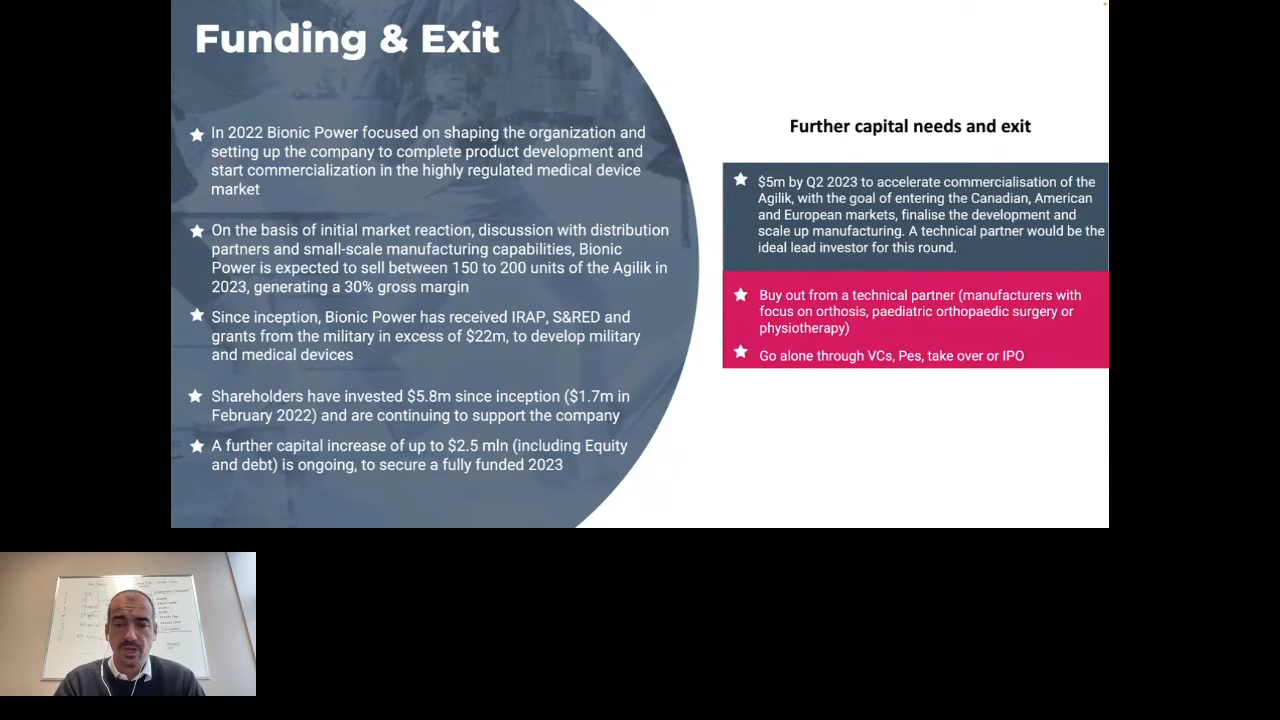 Funding & Exit
In 2022 Bionic Power focused on shaping the organization and
setting up the company to complete product development and
start commercialization in the highly regulated medical device
market
On the basis of initial market reaction, discussion with distribution
partners and small-scale manufacturing capabilities, Bionic
Power is expected to sell between 150 to 200 units of the Agilik in
2023, generating a 30% gross margin
Since inception, Bionic Power has received IRAP, S&RED and
grants from the military in excess of $22m, to develop military
and medical devices
Shareholders have invested $5.8m since inception ($1.7m in
February 2022) and are continuing to support the company
A further capital increase of up to $2.5 mln (including Equity
and debt) is ongoing, to secure a fully funded 2023
Further capital needs and exit
$5m by Q2 2023 to accelerate commercialisation of the
Agilik, with the goal of entering the Canadian, American
and European markets, finalise the development and
scale up manufacturing. A technical partner would be the
ideal lead investor for this round.
Buy out from a technical partner (manufacturers with
focus on orthosis, paediatric orthopaedic surgery or
physiotherapy)
Go alone through VCs, Pes, take over or IPO